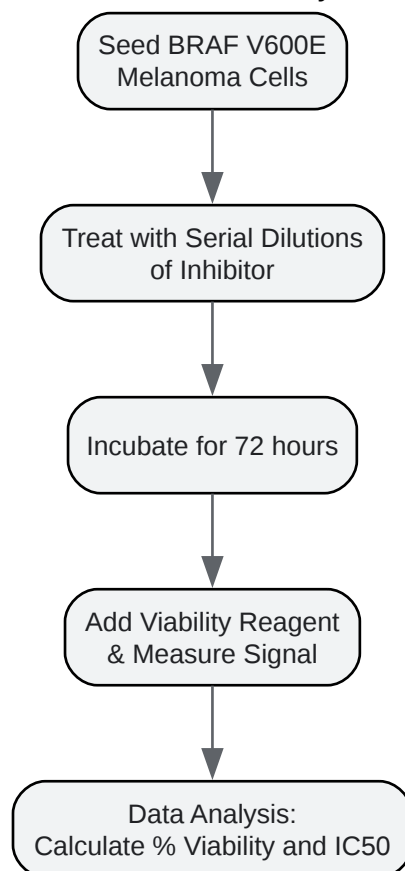 Seed BRAF V600E
Melanoma Cells
Treat with Serial Dilutions
of Inhibitor
Incubate for 72 hours
Add Viability Reagent
& Measure Signal
Data Analysis:
Calculate % Viability and IC50